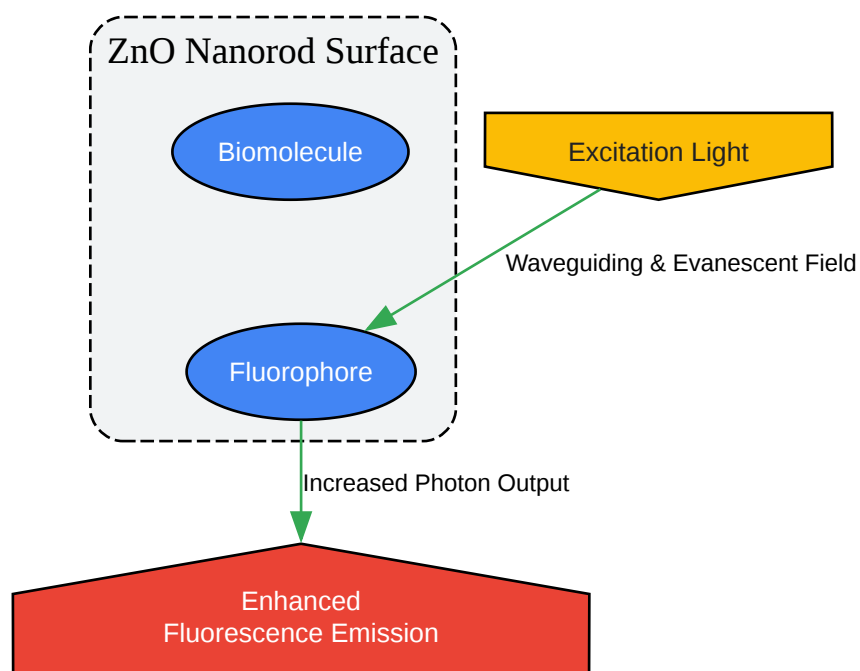 ZnO Nanorod Surface
Biomolecule
Excitation Light
Waveguiding & Evanescent Field
Fluorophore
Increased Photon Output
Enhanced
Fluorescence Emission